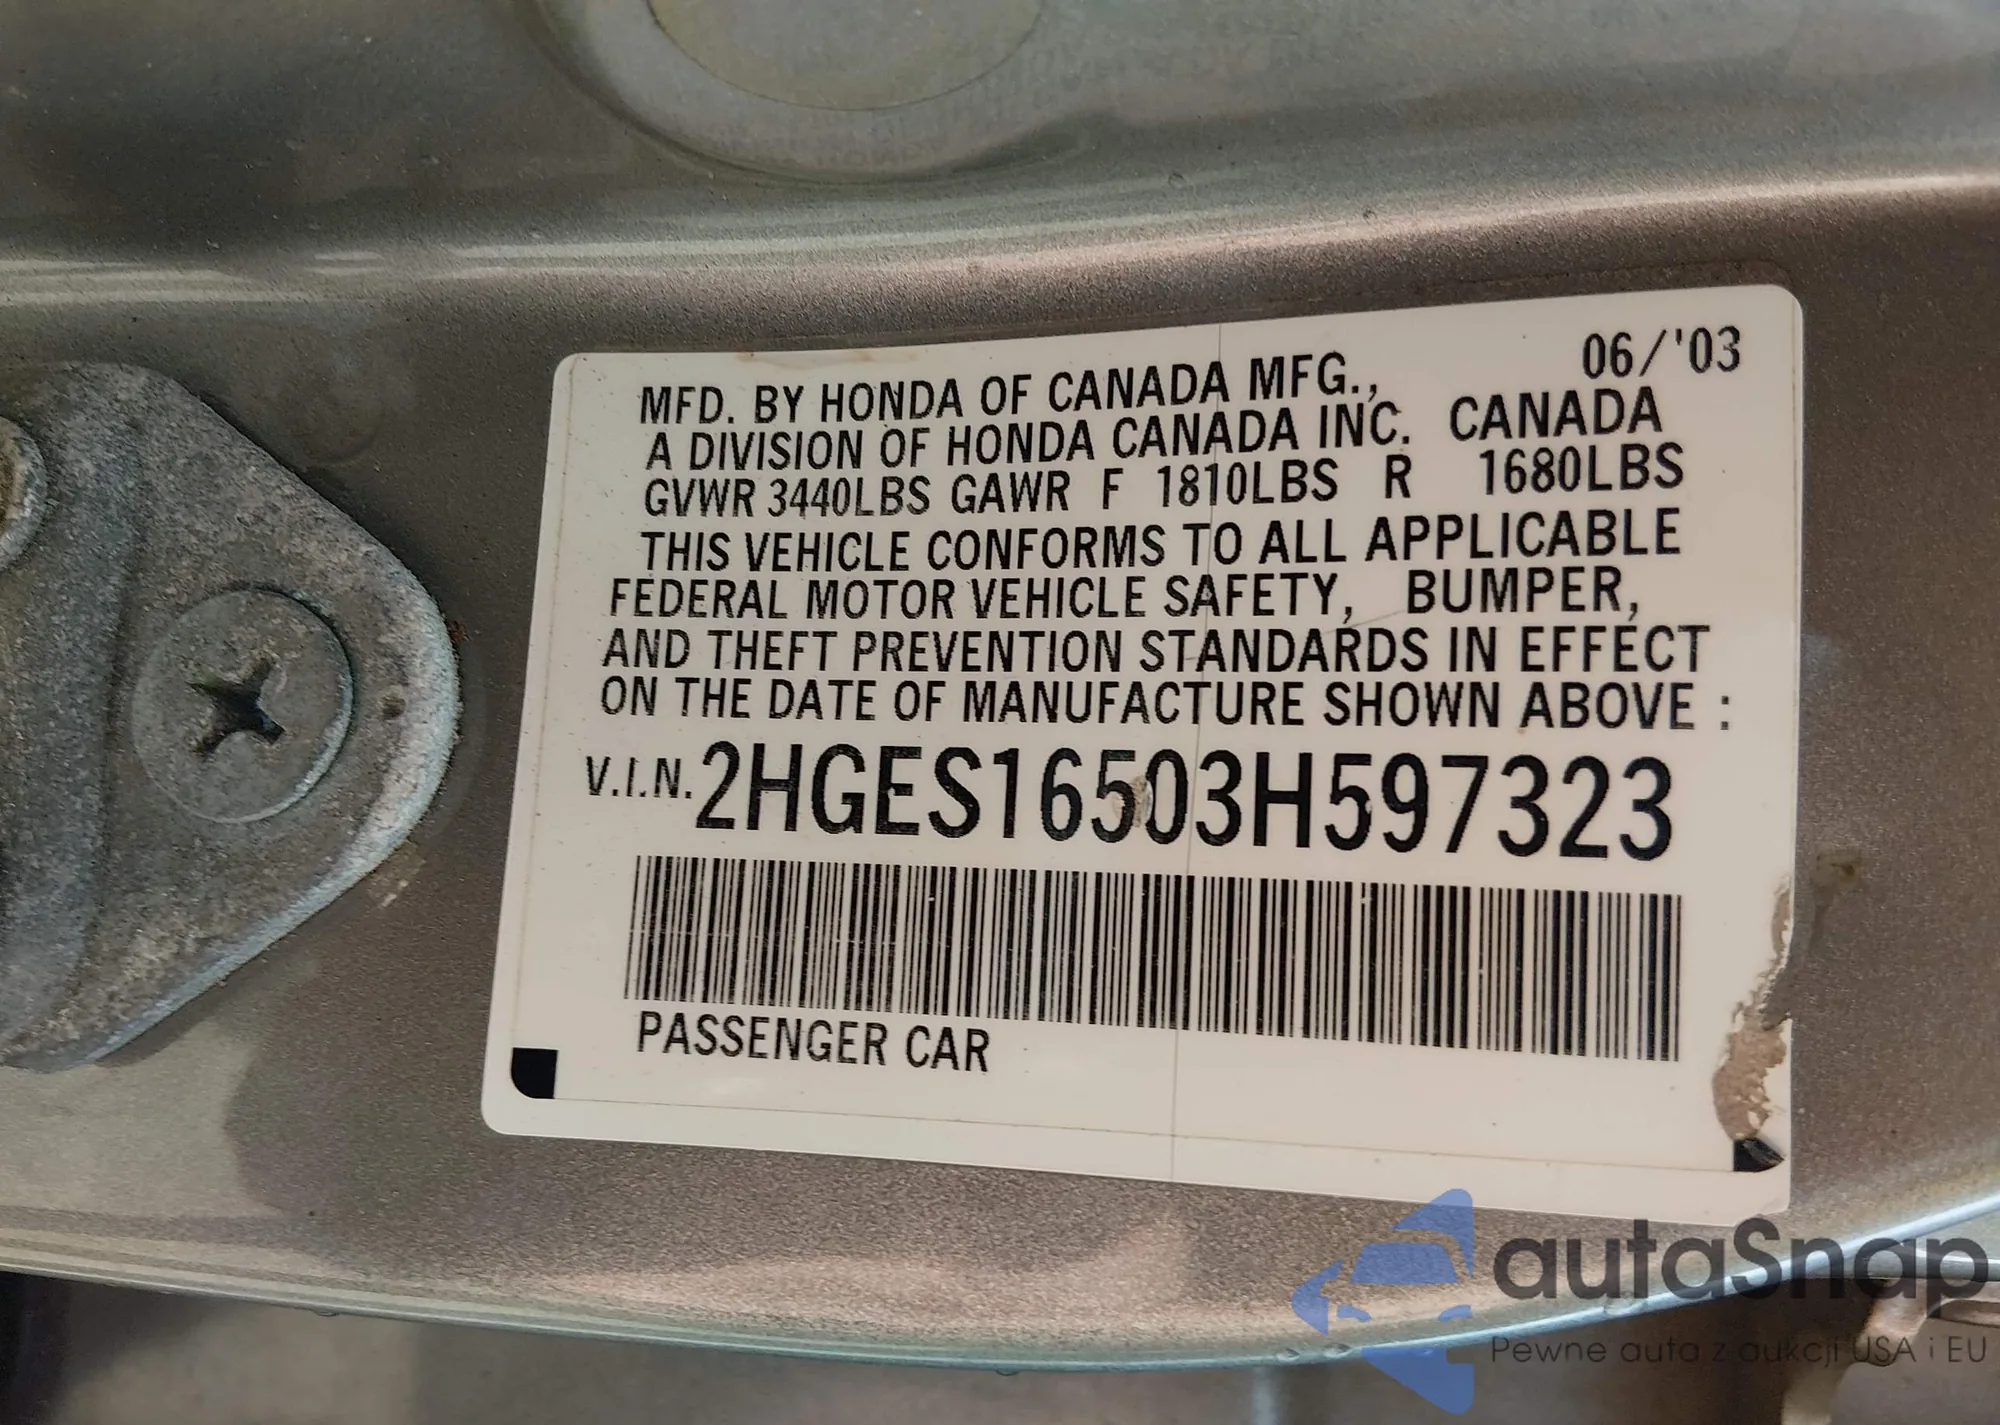 06/'03
MFD. BY HONDA OF CANADA MFG.,
A DIVISION OF HONDA CANADA INC. CANADA
GVWR 3440LBS GAWR F 1810LBS R 1680LBS
THIS VEHICLE CONFORMS TO ALL APPLICABLE
FEDERAL MOTOR VEHICLE SAFETY, BUMPER,
AND THEFT PREVENTION STANDARDS IN EFFECT
ON THE DATE OF MANUFACTURE SHOWN ABOVE :
V.I.N. 2HGES16503H597323
PASSENGER CAR
autaSnap
Pewne auta z aukcji USA i EU